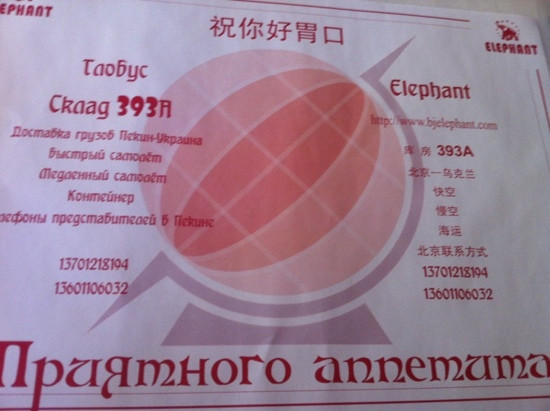 ELEPHANT
ELEPHANT
祝你好胃口
Глобус
Склад 393А
Доставка грузов Пекин-Украина
Быстрый самолёт
Медленный самолёт
Контейнер
лефоны представителей в Пекине
13701218194
13601106032
Elephant
http://www.bjelephant.com
库 房 393A
北京一乌克兰
快空
慢空
海运
北京联系方式
13701218194
13601106032
Приятного аппетита